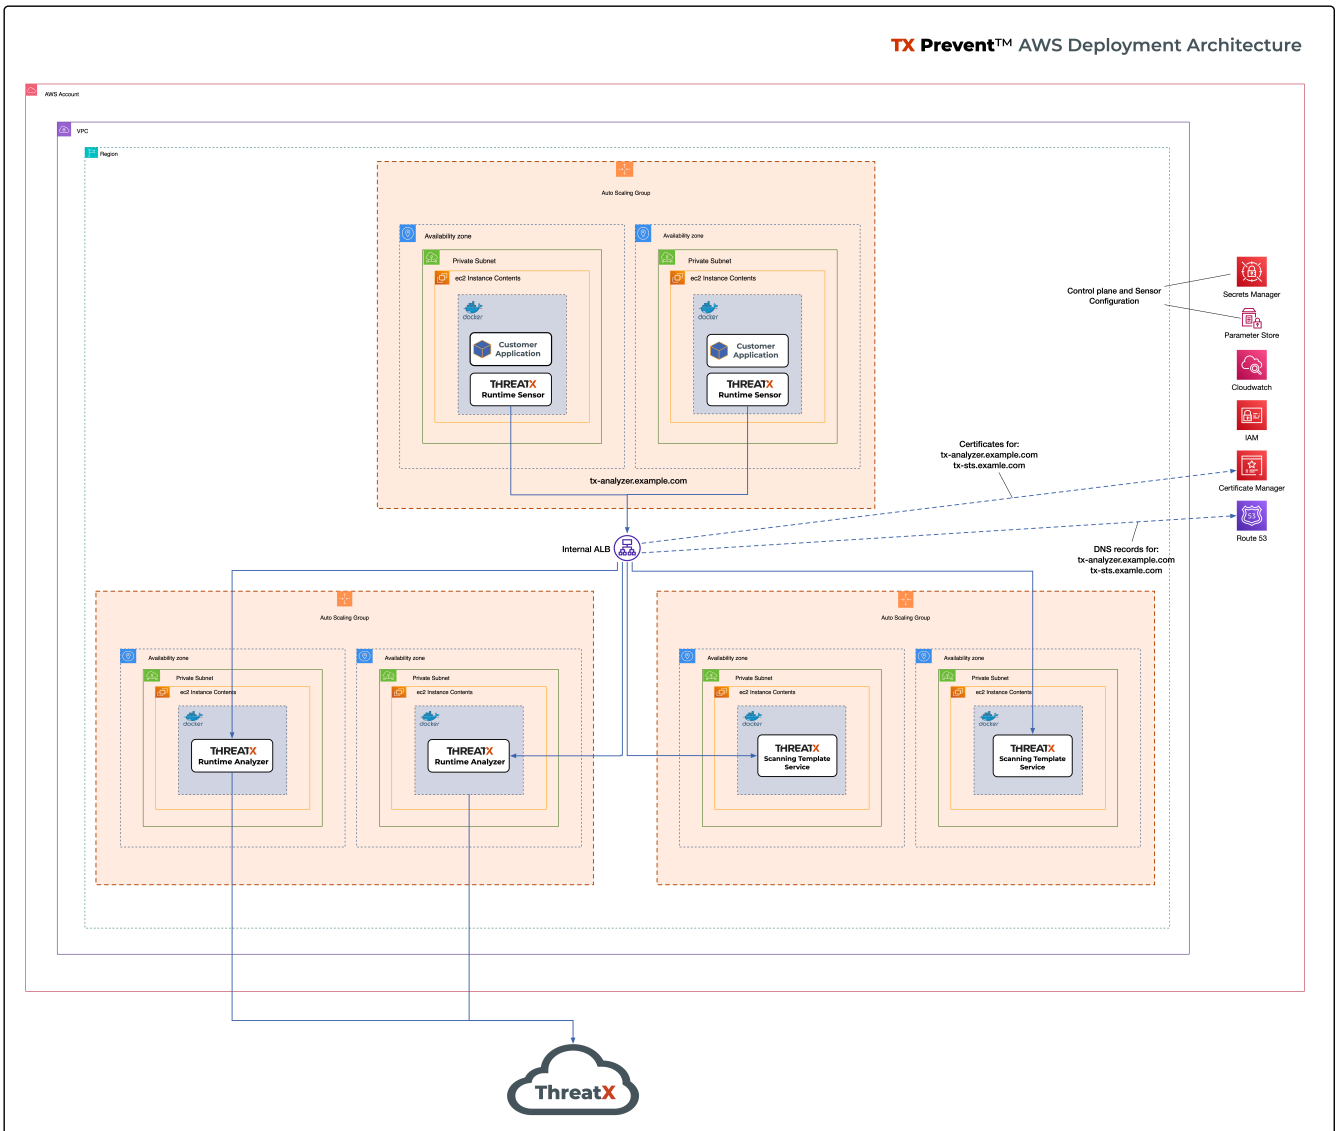 TX Prevent™ AWS Deployment Architecture
AWS Account
VPC
Region
Auto Scaling Group
Availability zone
Availability zone
Private Subnet
Private Subnet
ec2 Instance Contents
ec2 Instance Contents
docker
docker
Customer
Application
Customer
Application
THREATX
Runtime Sensor
THREATX
Runtime Sensor
tx-analyzer.example.com
Control plane and Sensor
Configuration
Secrets Manager
Parameter Store
Cloudwatch
IAM
Certificates for:
tx-analyzer.example.com
tx-sts.examle.com
Certificate Manager
53
Route 53
Internal ALB
DNS records for:
tx-analyzer.example.com
tx-sts.examle.com
Auto Scaling Group
Availability zone
Availability zone
Private Subnet
Private Subnet
ec2 Instance Contents
ec2 Instance Contents
docker
docker
THREATX
Runtime Analyzer
THREATX
Runtime Analyzer
Auto Scaling Group
Availability zone
Availability zone
Private Subnet
Private Subnet
ec2 Instance Contents
ec2 Instance Contents
docker
docker
THREATX
Scanning Template
Service
THREATX
Scanning Template
Service
ThreatX